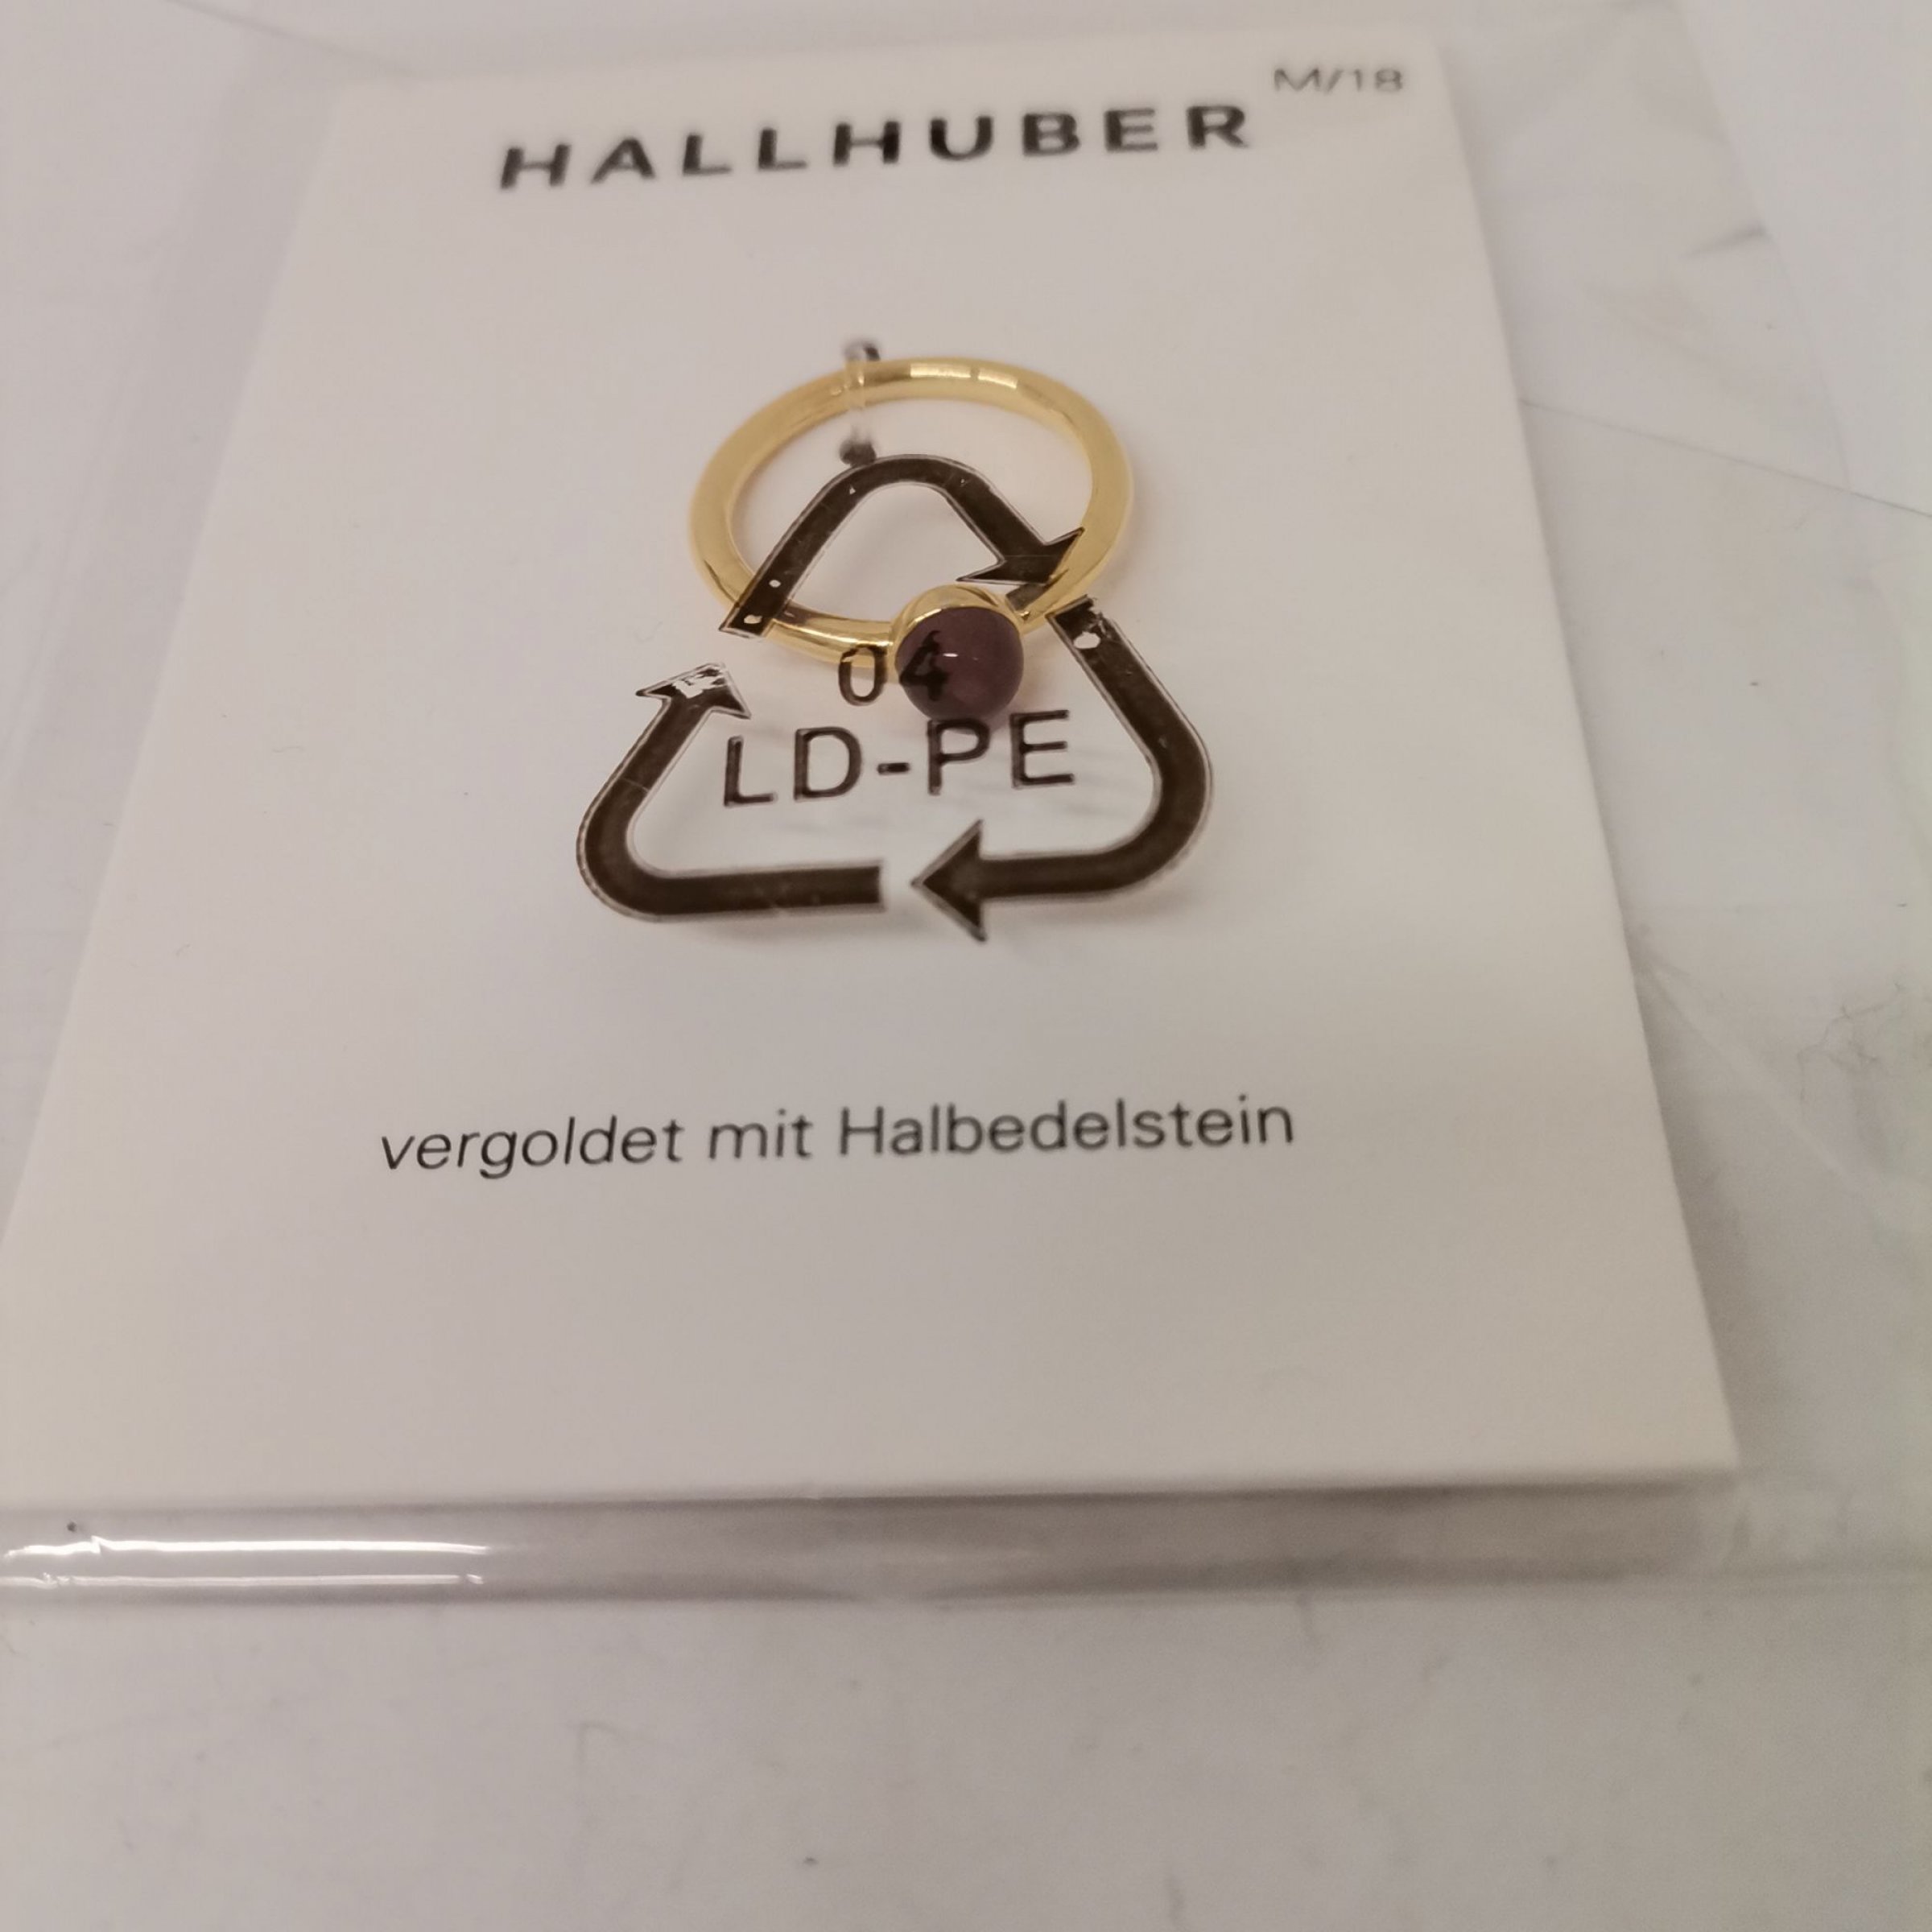 M/18
HALLHUBER
04
LD-PE
vergoldet mit Halbedelstein